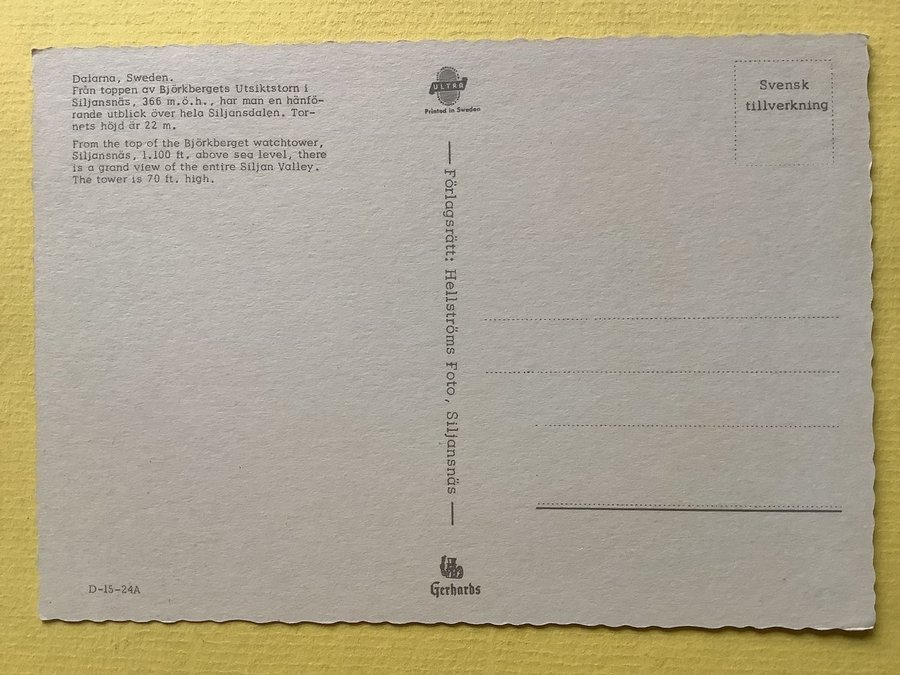 Dalarna, Sweden.
Från toppen av Björkbergets Utsiktstorn i
Siljansnäs, 366 m.ö.h., har man en hänfö-
rande utblick över hela Siljansdalen. Tor-
nets höjd är 22 m.
From the top of the Björkberget watchtower,
Siljansnäs, 1.100 ft. above sea level, there
is a grand view of the entire Siljan Valley.
The tower is 70 ft. high.
D-15-24A
ULTRA
Printed in Sweden
— Förlagsrätt: Hellströms Foto, Siljansnäs —
Gerhards
Svensk
tillverkning